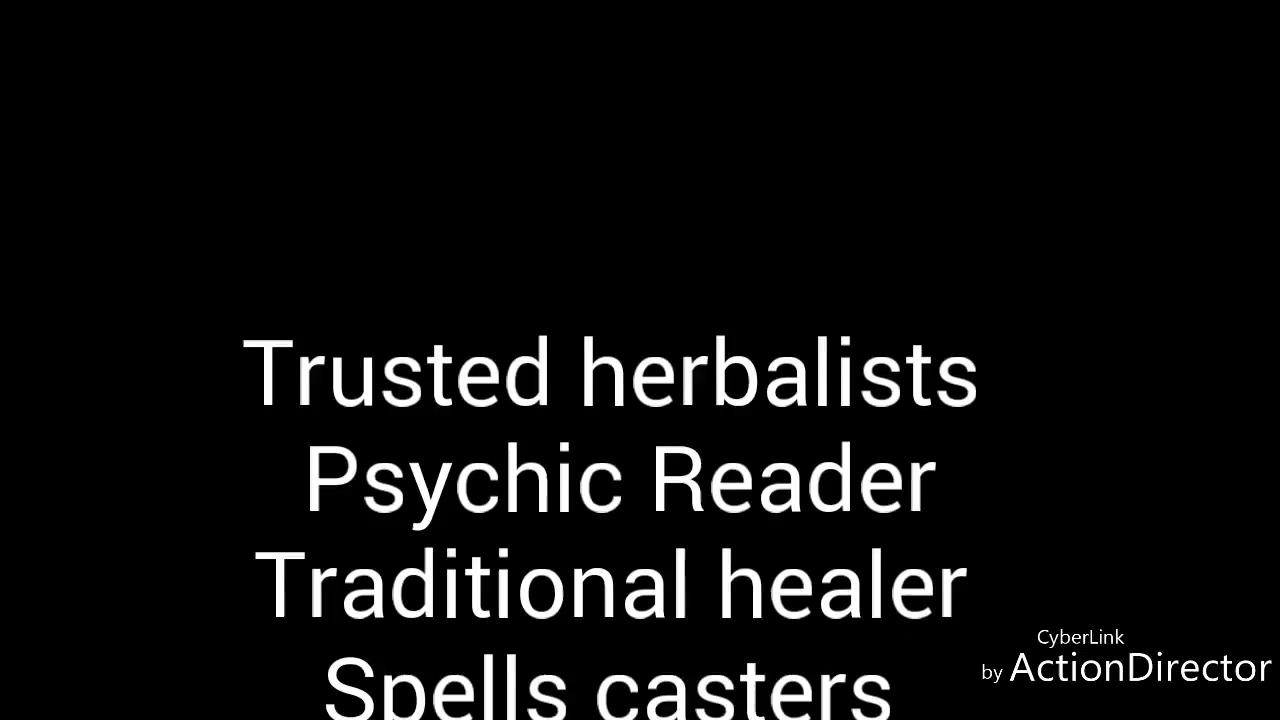 Trusted herbalists
Psychic Reader
Traditional healer
Spells casters
CyberLink
by ActionDirector